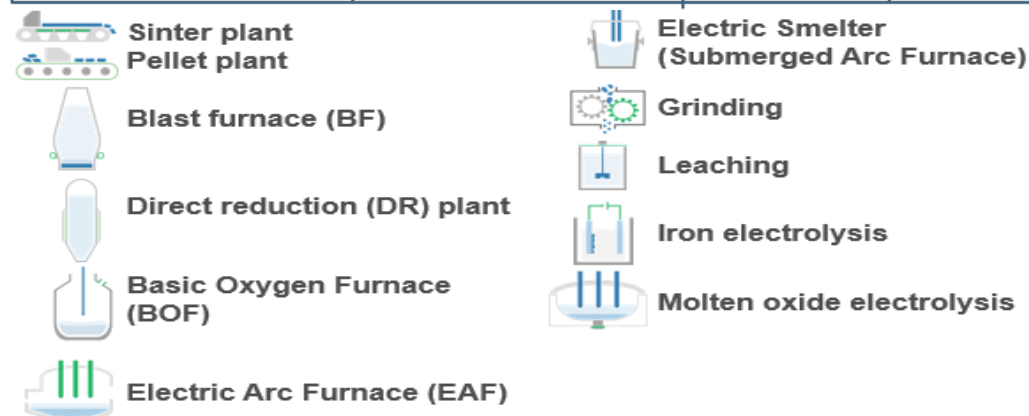 Sinter plant
Pellet plant
Blast furnace (BF)
Direct reduction (DR) plant
Basic Oxygen Furnace
(BOF)
Electric Arc Furnace (EAF)
Electric Smelter
(Submerged Arc Furnace)
Grinding
Leaching
Iron electrolysis
Molten oxide electrolysis